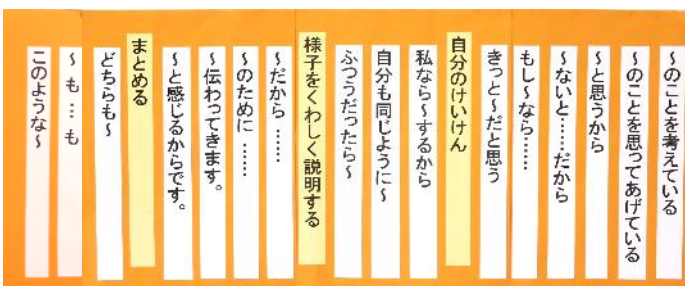 ～のことを考えている
～のことを思ってあげている
～と思うから
～ないと……だから
もし～なら……
きっと～だと思う
自分のけいけん
私なら～するから
自分も同じように～
ふつうだったら～
様子をくわしく説明する
～だから ……
～のために ……
～伝わってきます。
～と感じるからです。
まとめる
どちらも～
～も…も
このような～